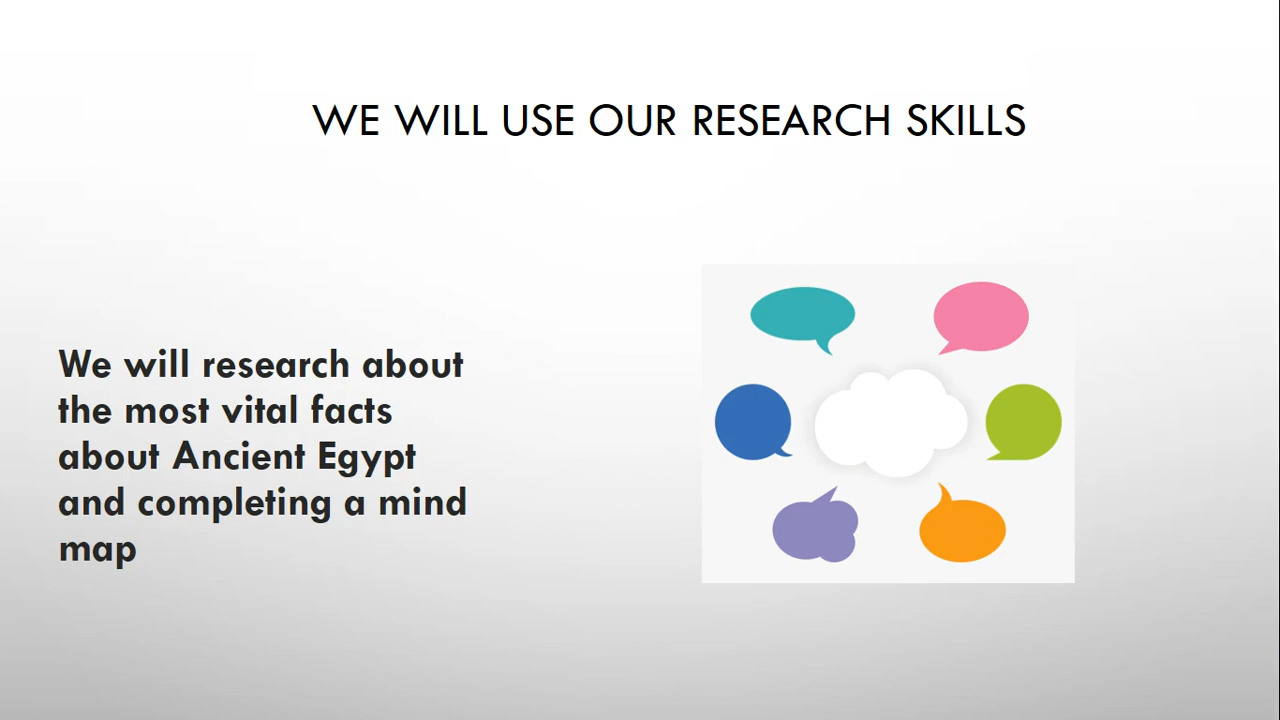 WE WILL USE OUR RESEARCH SKILLS
We will research about
the most vital facts
about Ancient Egypt
and completing a mind
map